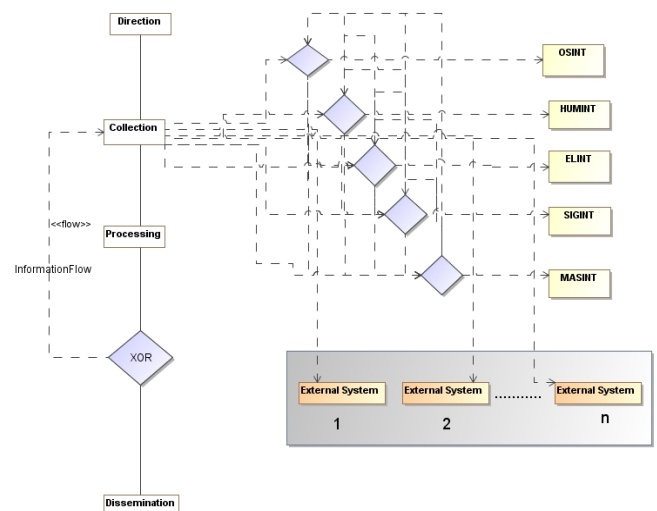 Direction
OSINT
HUMINT
Collection
ELINT
SIGINT
<<flow>>
Processing
InformationFlow
MASINT
XOR
External System
External System
...........
External System
1
2
n
Dissemination